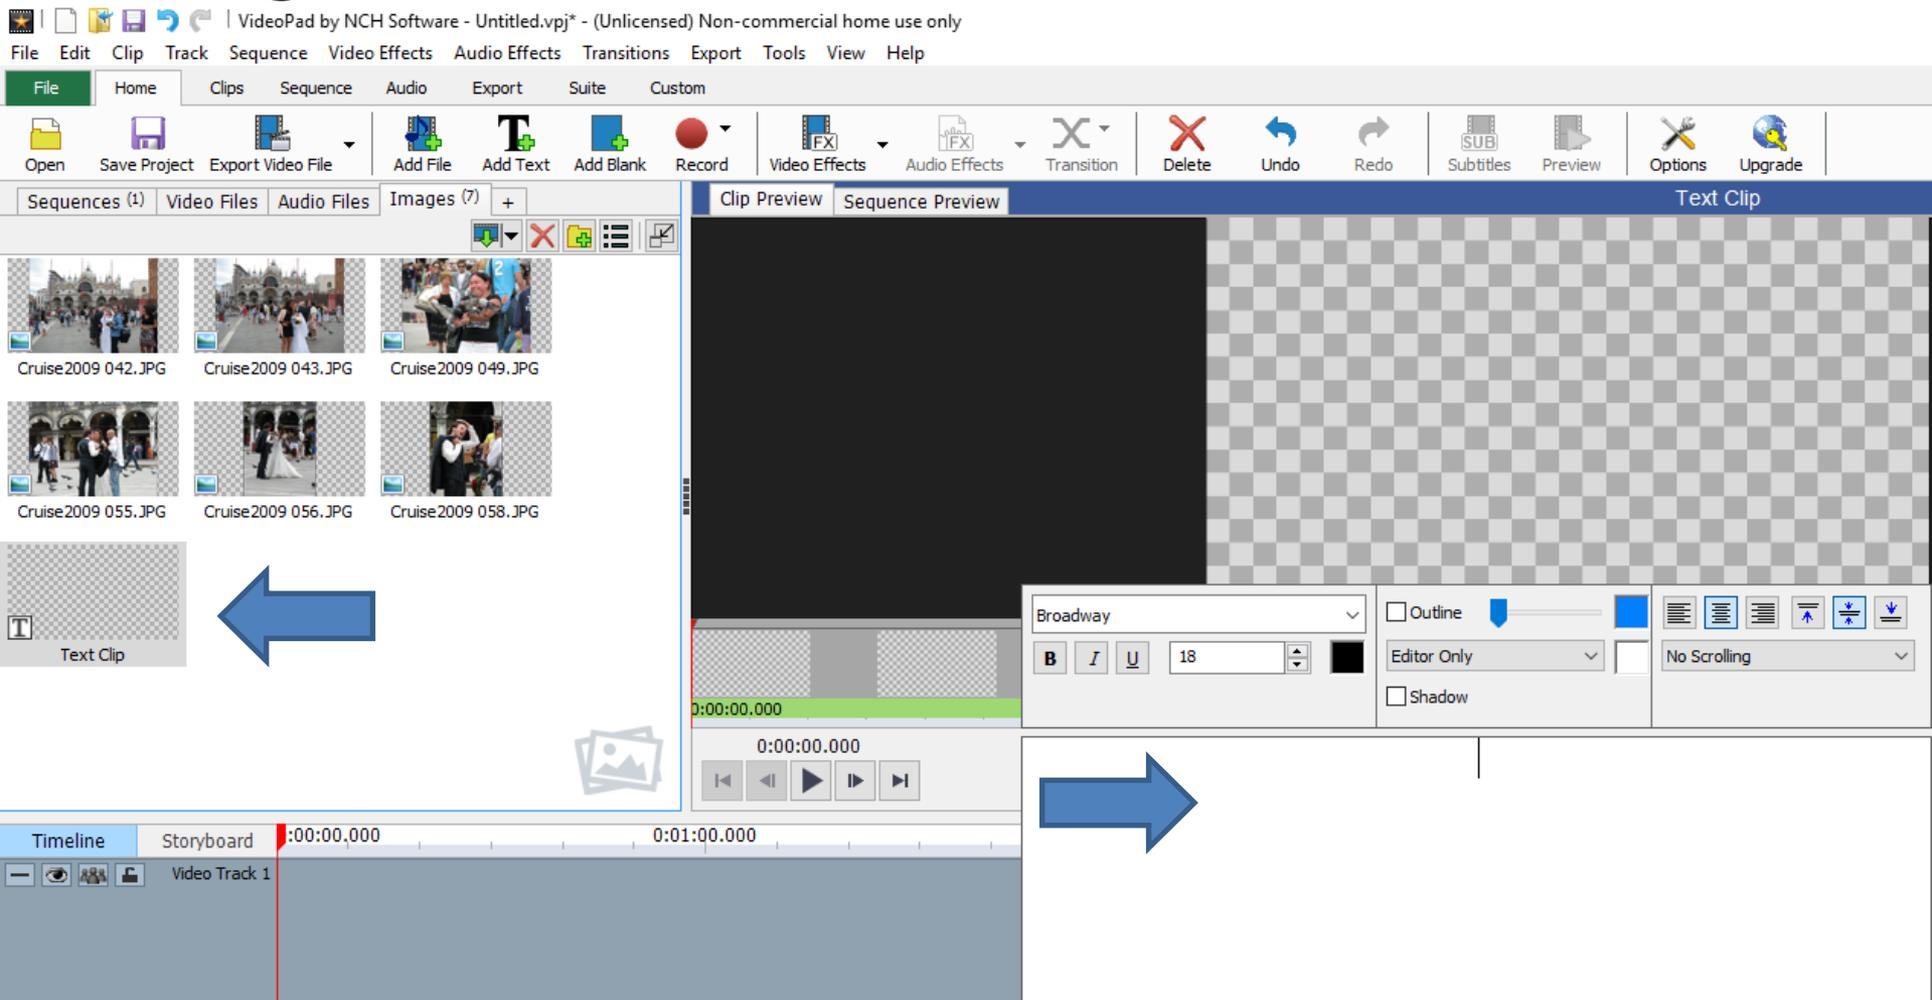 VideoPad by NCH Software - Untitled.vpj* - (Unlicensed) Non-commercial home use only
File Edit Clip Track Sequence Video Effects Audio Effects Transitions Export Tools View Help
File Home Clips Sequence Audio Export Suite Custom
FX FX SUB
Open Save Project Export Video File Add File Add Text Add Blank Record Video Effects Audio Effects Transition Delete Undo Redo Subtitles Preview Options Upgrade
Sequences (1) Video Files Audio Files Images (7) +
Clip Preview Sequence Preview Text Clip
Cruise2009 042.JPG Cruise2009 043.JPG Cruise2009 049.JPG
Cruise2009 055.JPG Cruise2009 056.JPG Cruise2009 058.JPG
T
Text Clip
Broadway
B I U 18
Outline
Editor Only
Shadow
No Scrolling
0:00:00.000
0:00:00.000
Timeline Storyboard :00:00.000 0:01:00.000
Video Track 1